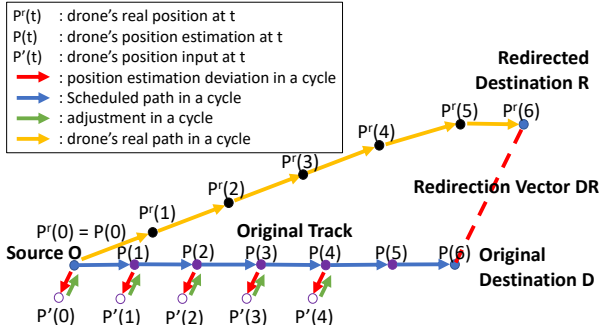 Pʳ(t) : drone's real position at t
P(t) : drone's position estimation at t
P'(t) : drone's position input at t
: position estimation deviation in a cycle
: Scheduled path in a cycle
: adjustment in a cycle
: drone's real path in a cycle
Redirected
Destination R
Pʳ(5) Pʳ(6)
Pʳ(4)
Pʳ(3)
Pʳ(2)
Redirection Vector DR
Pʳ(1)
Pʳ(0) = P(0)
Original Track
Source O P(1) P(2) P(3) P(4) P(5) P(6) Original
Destination D
P'(0) P'(1) P'(2) P'(3) P'(4)